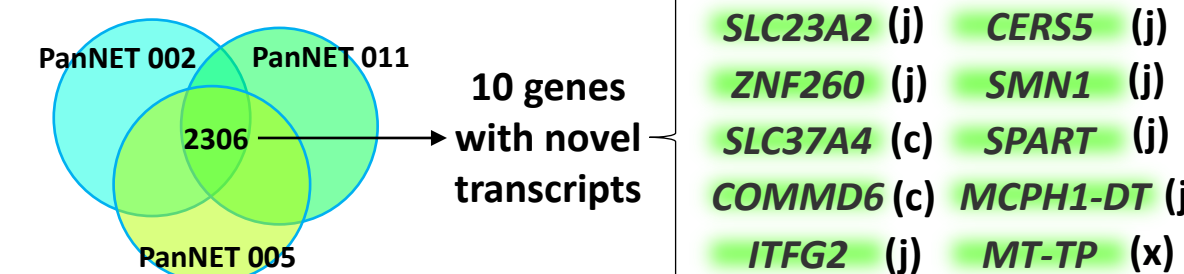 PanNET 002
PanNET 011
2306
PanNET 005
10 genes
with novel
transcripts
SLC23A2 (j) CERS5 (j)
ZNF260 (j) SMN1 (j)
SLC37A4 (c) SPART (j)
COMMD6 (c) MCPH1-DT (j
ITFG2 (j) MT-TP (x)